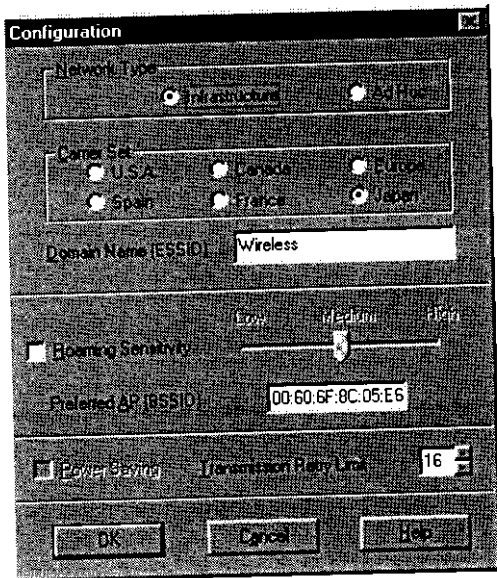 Configuration
Network Type
Infrastructure
Ad Hoc
Carrier Set
U.S.A. Canada Europe
Spain France Japan
Domain Name (ESSID) Wireless
Low Medium High
Roaming Sensitivity
Preferred AP (BSSID) 00:60:6F:8C:05:E6
Power Saving Transmission Retry Limit 16
OK Cancel Help